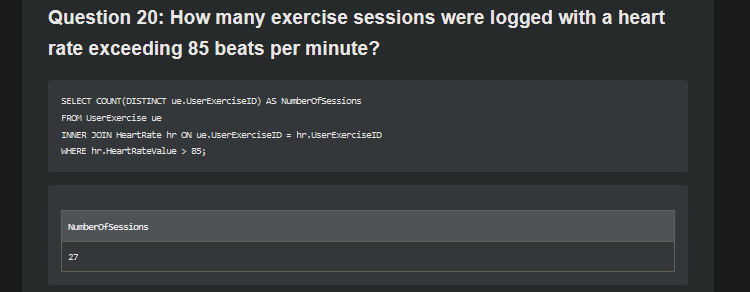 Question 20: How many exercise sessions were logged with a heart
rate exceeding 85 beats per minute?
SELECT COUNT(DISTINCT ue.UserExerciseID) AS NumberOfSessions
FROM UserExercise ue
INNER JOIN HeartRate hr ON ue.UserExerciseID = hr.UserExerciseID
WHERE hr.HeartRateValue > 85;
NumberOfSessions
27